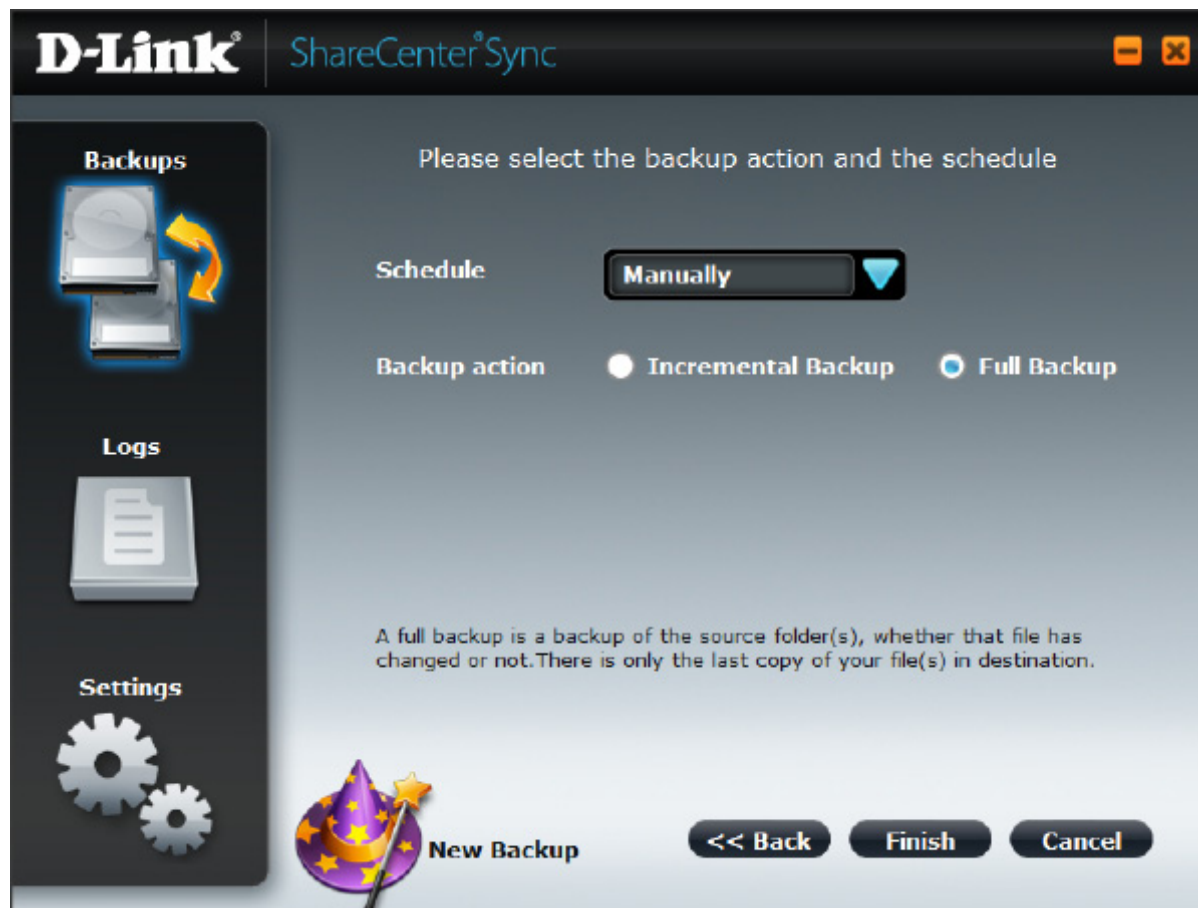 D-Link® ShareCenter®Sync
Backups
Logs
Settings
Please select the backup action and the schedule
Schedule Manually
Backup action Incremental Backup Full Backup
A full backup is a backup of the source folder(s), whether that file has
changed or not.There is only the last copy of your file(s) in destination.
New Backup << Back Finish Cancel